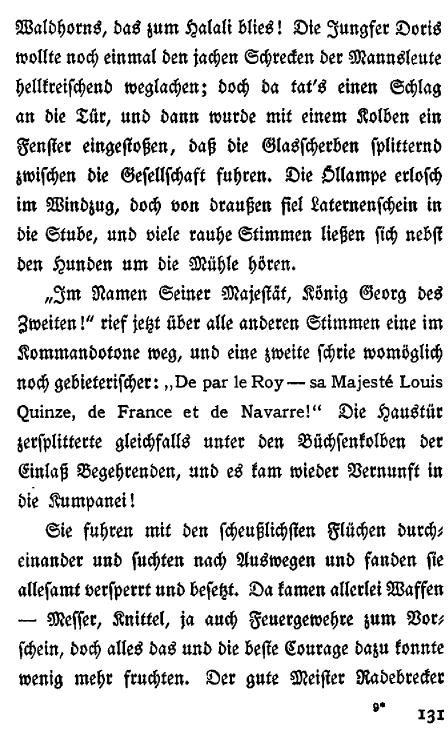 Waldhorns, das zum Halali blies! Die Jungfer Doris
wollte noch einmal den jachen Schrecken der Mannsleute
hellkreischend weglachen; doch da tat's einen Schlag
an die Tür, und dann wurde mit einem Kolben ein
Fenster eingestoßen, daß die Glasscherben splitternd
zwischen die Gesellschaft fuhren. Die Öllampe erlosch
im Windzug, doch von draußen fiel Laternenschein in
die Stube, und viele rauhe Stimmen ließen sich nebst
den Hunden um die Mühle hören.
„Im Namen Seiner Majestät, König Georg des
Zweiten!“ rief jetzt über alle anderen Stimmen eine im
Kommandotone weg, und eine zweite schrie womöglich
noch gebieterischer: „De par le Roy — sa Majesté Louis
Quinze, de France et de Navarre!“ Die Haustür
zersplitterte gleichfalls unter den Büchsenkolben der
Einlaß Begehrenden, und es kam wieder Vernunft in
die Kumpanei!
Sie fuhren mit den scheußlichsten Flüchen durch-
einander und suchten nach Auswegen und fanden sie
allesamt versperrt und besetzt. Da kamen allerlei Waffen
— Messer, Knittel, ja auch Feuergewehre zum Vor-
schein, doch alles das und die beste Courage dazu konnte
wenig mehr fruchten. Der gute Meister Radebrecker
9*
131